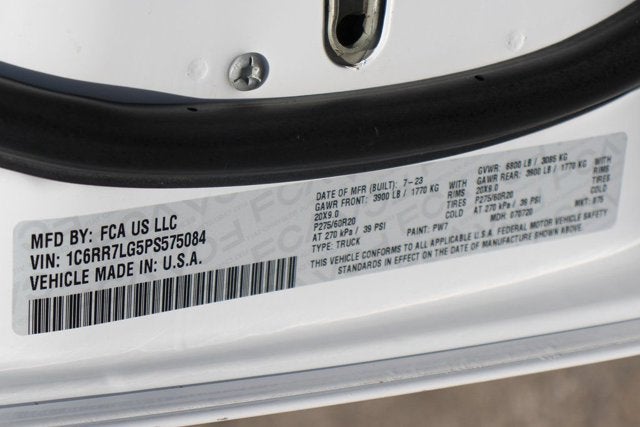 MFD BY: FCA US LLC
VIN: 1C6RR7LG5PS575084
VEHICLE MADE IN: U.S.A.
DATE OF MFR (BUILT): 7-23 GVWR: 6800 LB / 3085 KG
GAWR FRONT: 3900 LB / 1770 KG WITH GAWR REAR: 3900 LB / 1770 KG WITH
20X9.0 RIMS 20X9.0 RIMS
P275/60R20 TIRES P275/60R20 TIRES
AT 270 kPa / 39 PSI COLD AT 270 kPa / 39 PSI COLD
TYPE: TRUCK PAINT: PW7 MDH: 070720 WKT: 875
THIS VEHICLE CONFORMS TO ALL APPLICABLE U.S.A. FEDERAL MOTOR VEHICLE
SAFETY STANDARDS IN EFFECT ON THE DATE OF MANUFACTURE SHOWN ABOVE.